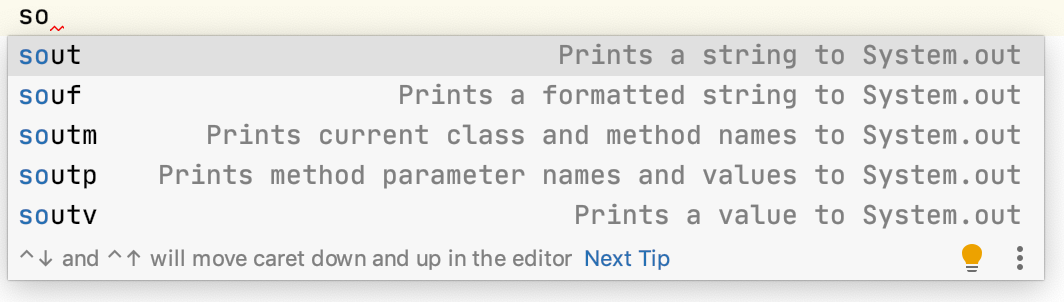 so
sout Prints a string to System.out
souf Prints a formatted string to System.out
soutm Prints current class and method names to System.out
soutp Prints method parameter names and values to System.out
soutv Prints a value to System.out
^↓ and ^↑ will move caret down and up in the editor Next Tip